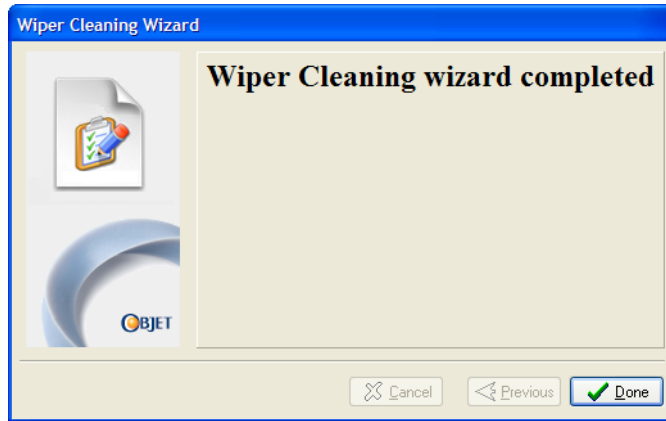 Wiper Cleaning Wizard
Wiper Cleaning wizard completed
OBJET
Cancel
Previous
Done